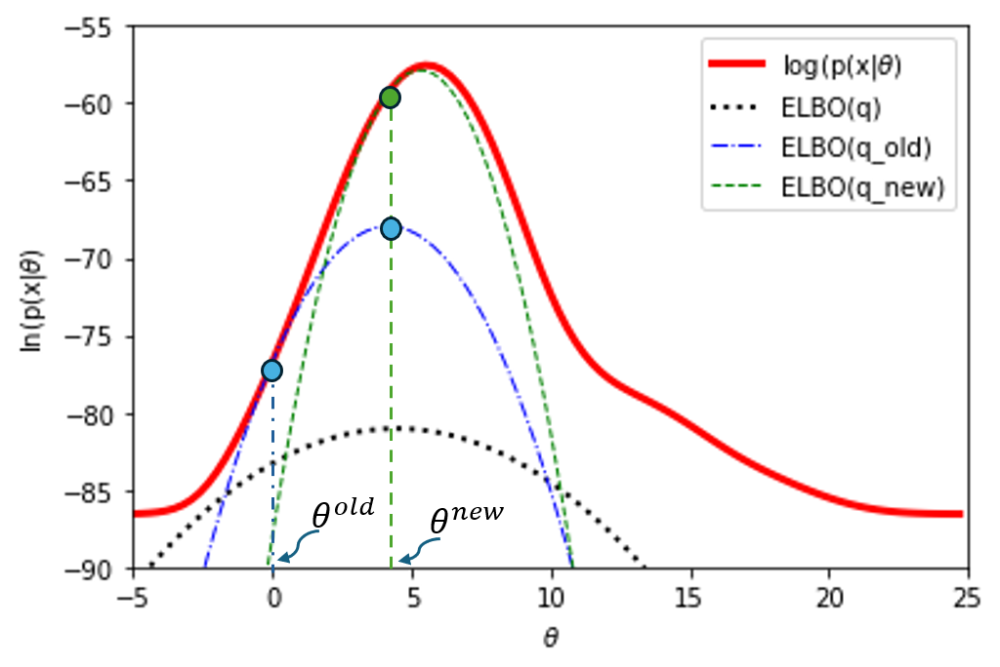 −55
−60
−65
−70
−75
−80
−85
−90
ln(p(x|θ)
log(p(x|θ)
ELBO(q)
ELBO(q_old)
ELBO(q_new)
θ^old
θ^new
−5
0
5
10
15
20
25
θ